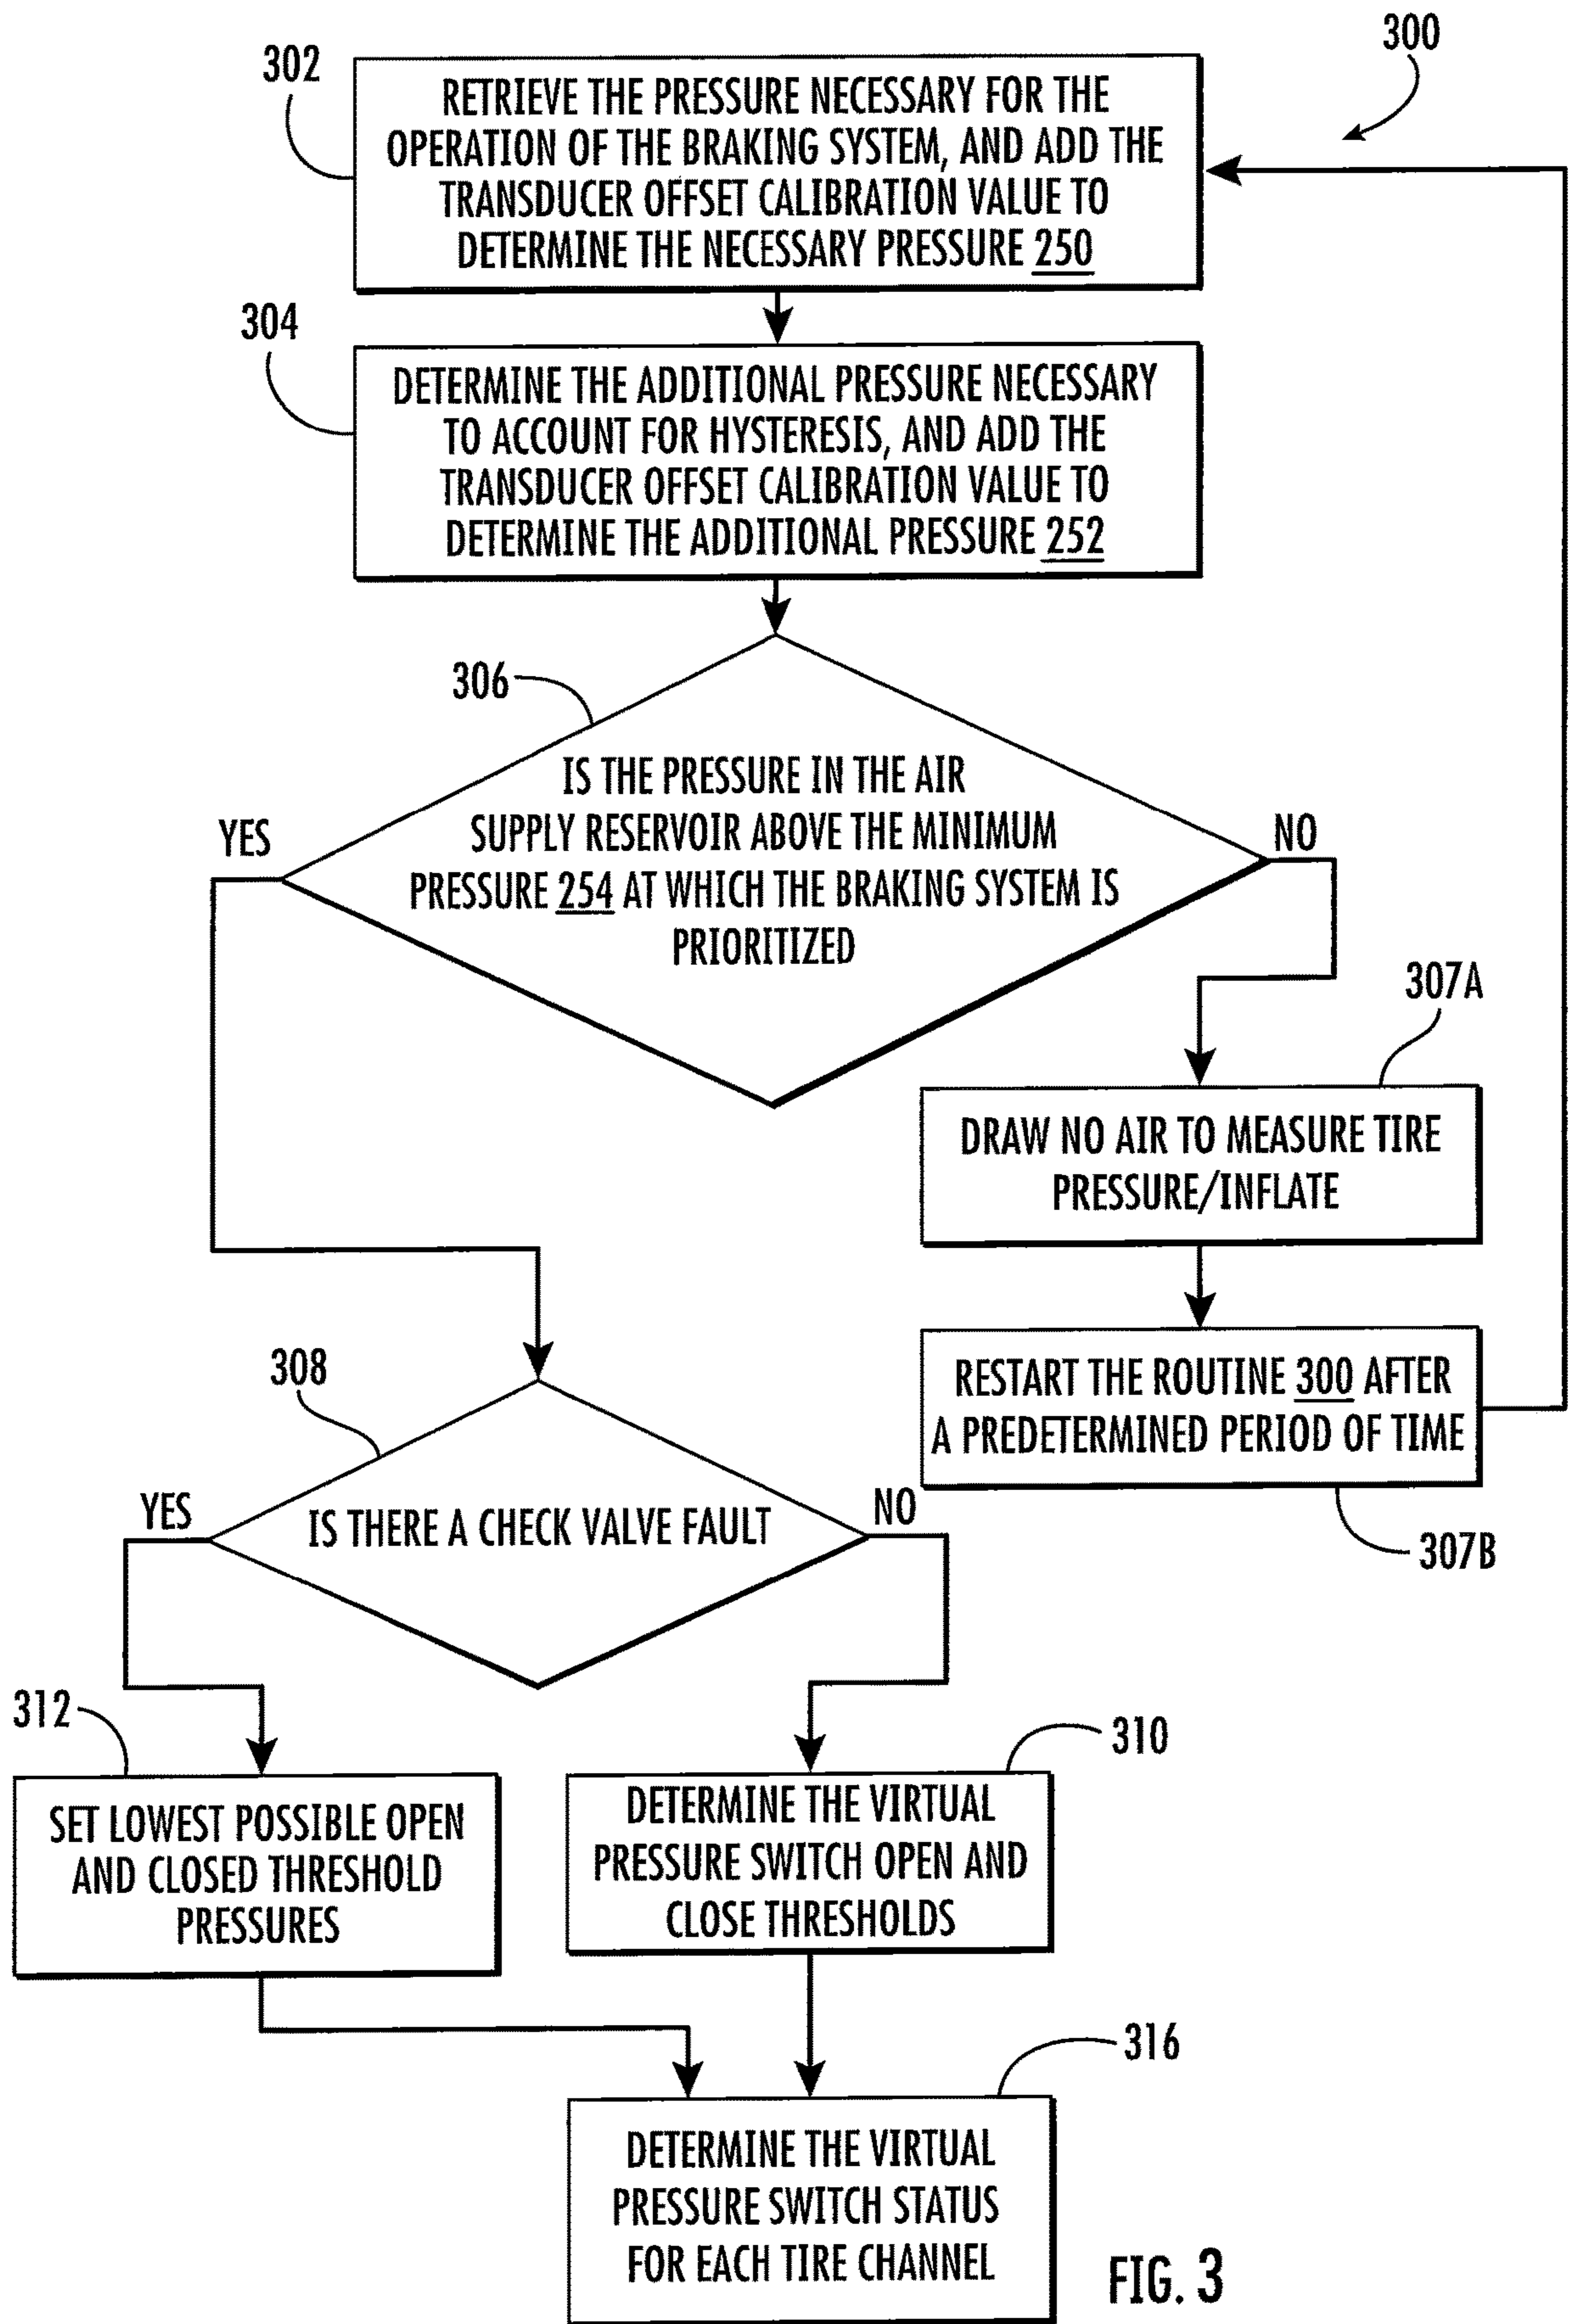 300
302
RETRIEVE THE PRESSURE NECESSARY FOR THE
OPERATION OF THE BRAKING SYSTEM, AND ADD THE
TRANSDUCER OFFSET CALIBRATION VALUE TO
DETERMINE THE NECESSARY PRESSURE 250
304
DETERMINE THE ADDITIONAL PRESSURE NECESSARY
TO ACCOUNT FOR HYSTERESIS, AND ADD THE
TRANSDUCER OFFSET CALIBRATION VALUE TO
DETERMINE THE ADDITIONAL PRESSURE 252
306
IS THE PRESSURE IN THE AIR
SUPPLY RESERVOIR ABOVE THE MINIMUM
PRESSURE 254 AT WHICH THE BRAKING SYSTEM IS
PRIORITIZED
YES
NO
307A
DRAW NO AIR TO MEASURE TIRE
PRESSURE/INFLATE
RESTART THE ROUTINE 300 AFTER
A PREDETERMINED PERIOD OF TIME
307B
308
IS THERE A CHECK VALVE FAULT
YES
NO
312
SET LOWEST POSSIBLE OPEN
AND CLOSED THRESHOLD
PRESSURES
310
DETERMINE THE VIRTUAL
PRESSURE SWITCH OPEN AND
CLOSE THRESHOLDS
316
DETERMINE THE VIRTUAL
PRESSURE SWITCH STATUS
FOR EACH TIRE CHANNEL
FIG. 3